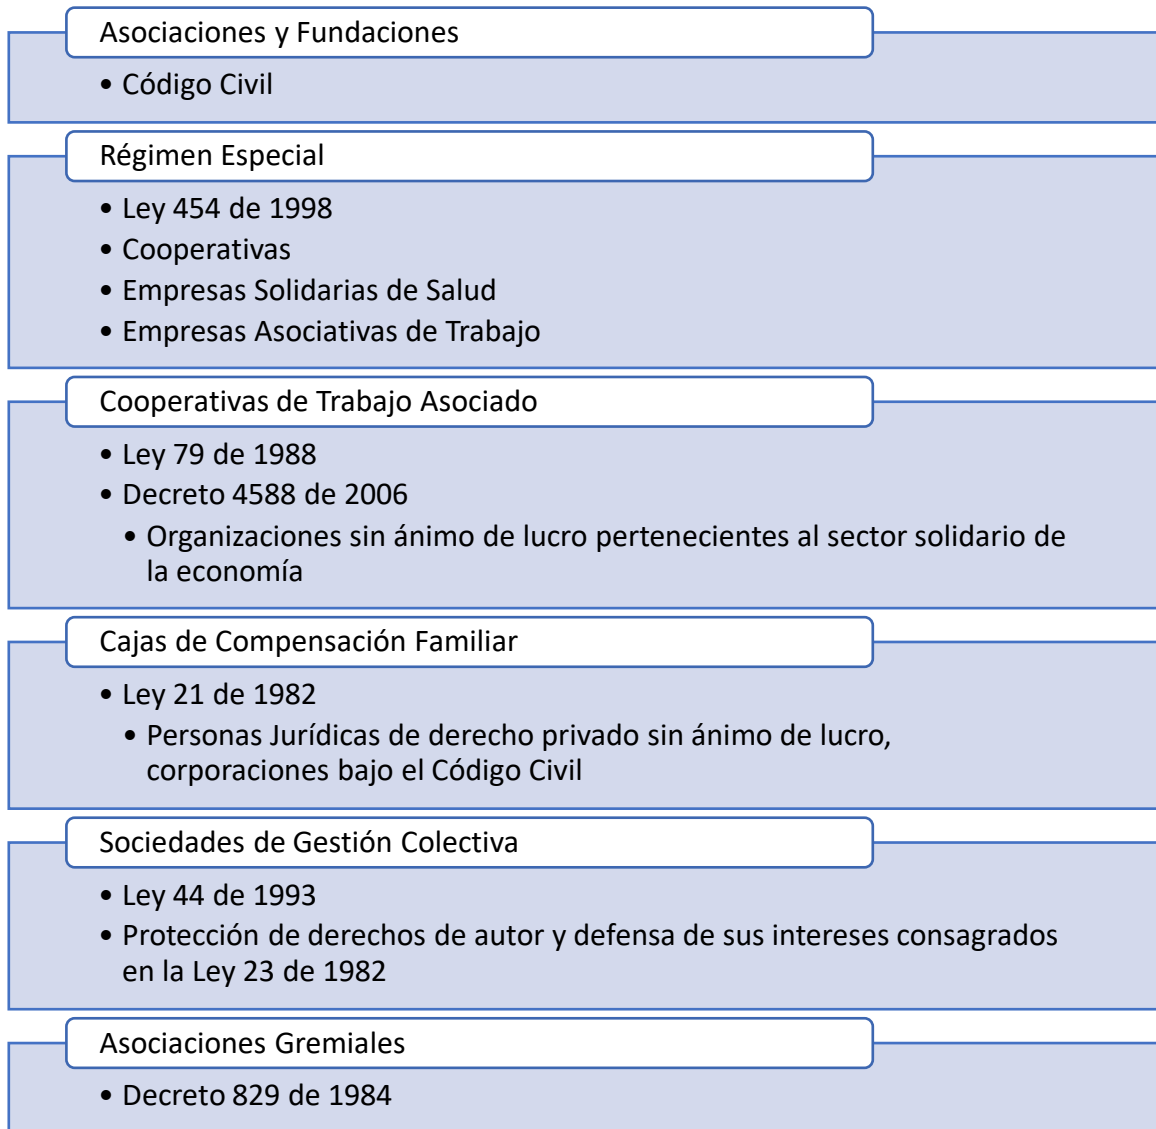 Asociaciones y Fundaciones
• Código Civil
Régimen Especial
• Ley 454 de 1998
• Cooperativas
• Empresas Solidarias de Salud
• Empresas Asociativas de Trabajo
Cooperativas de Trabajo Asociado
• Ley 79 de 1988
• Decreto 4588 de 2006
• Organizaciones sin ánimo de lucro pertenecientes al sector solidario de
la economía
Cajas de Compensación Familiar
• Ley 21 de 1982
• Personas Jurídicas de derecho privado sin ánimo de lucro,
corporaciones bajo el Código Civil
Sociedades de Gestión Colectiva
• Ley 44 de 1993
• Protección de derechos de autor y defensa de sus intereses consagrados
en la Ley 23 de 1982
Asociaciones Gremiales
• Decreto 829 de 1984